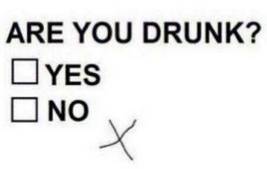 ARE YOU DRUNK?
☐ YES
☐ NO
X